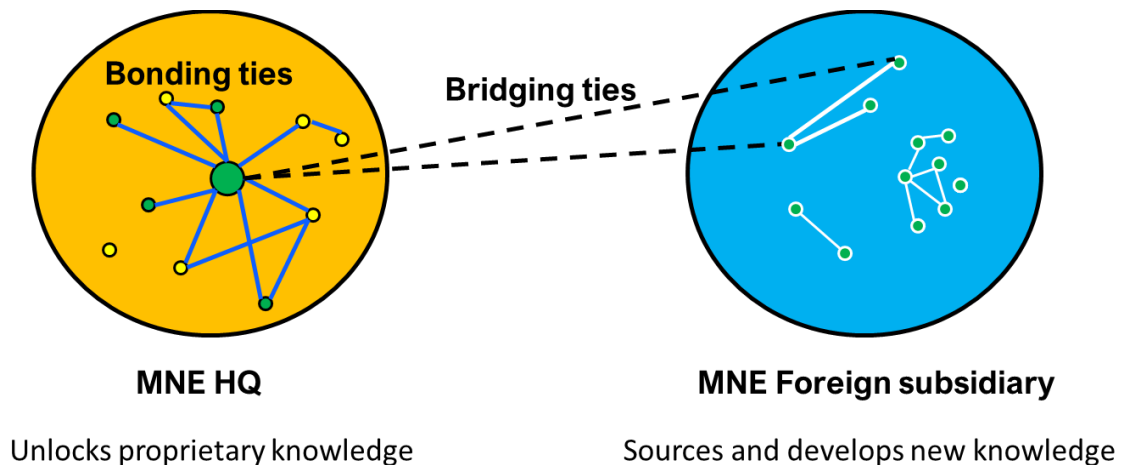 Bonding ties
Bridging ties
MNE HQ
MNE Foreign subsidiary
Unlocks proprietary knowledge
Sources and develops new knowledge